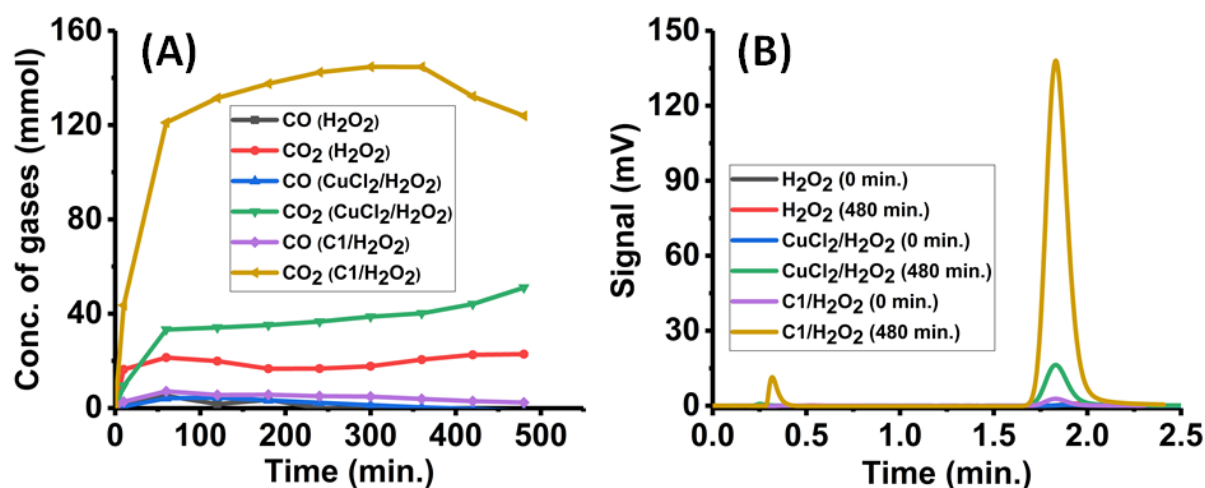 (A)
Conc. of gases (mmol)
160
120
80
40
0
CO (H₂O₂)
CO₂ (H₂O₂)
CO (CuCl₂/H₂O₂)
CO₂ (CuCl₂/H₂O₂)
CO (C1/H₂O₂)
CO₂ (C1/H₂O₂)
0 100 200 300 400 500
Time (min.)
(B)
Signal (mV)
150
120
90
60
30
0
H₂O₂ (0 min.)
H₂O₂ (480 min.)
CuCl₂/H₂O₂ (0 min.)
CuCl₂/H₂O₂ (480 min.)
C1/H₂O₂ (0 min.)
C1/H₂O₂ (480 min.)
0.0 0.5 1.0 1.5 2.0 2.5
Time (min.)